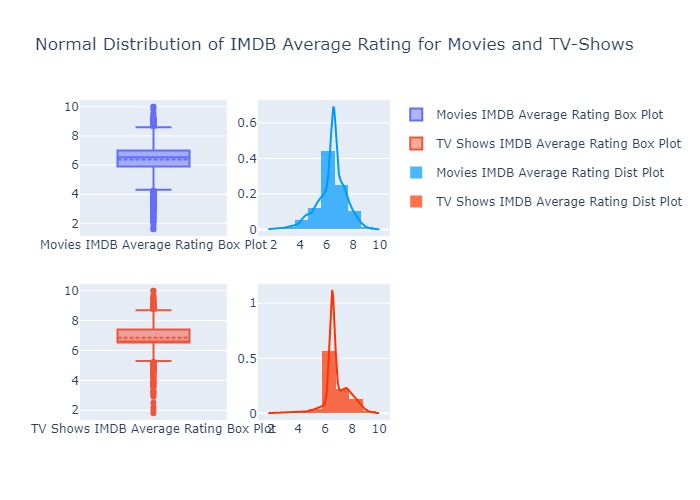 Normal Distribution of IMDB Average Rating for Movies and TV-Shows
10
8
6
4
2
Movies IMDB Average Rating Box Plot
0.6
0.4
0.2
0
2 4 6 8 10
Movies IMDB Average Rating Box Plot
TV Shows IMDB Average Rating Box Plot
Movies IMDB Average Rating Dist Plot
TV Shows IMDB Average Rating Dist Plot
10
8
6
4
2
TV Shows IMDB Average Rating Box Plot
1
0.5
0
2 4 6 8 10